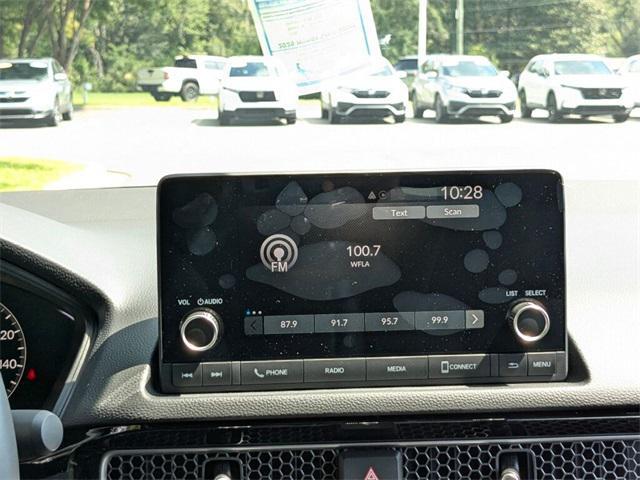 10:28
Text Scan
100.7
FM
WFLA
VOL AUDIO LIST SELECT
87.9 91.7 95.7 99.9
PHONE RADIO MEDIA CONNECT MENU
20
140